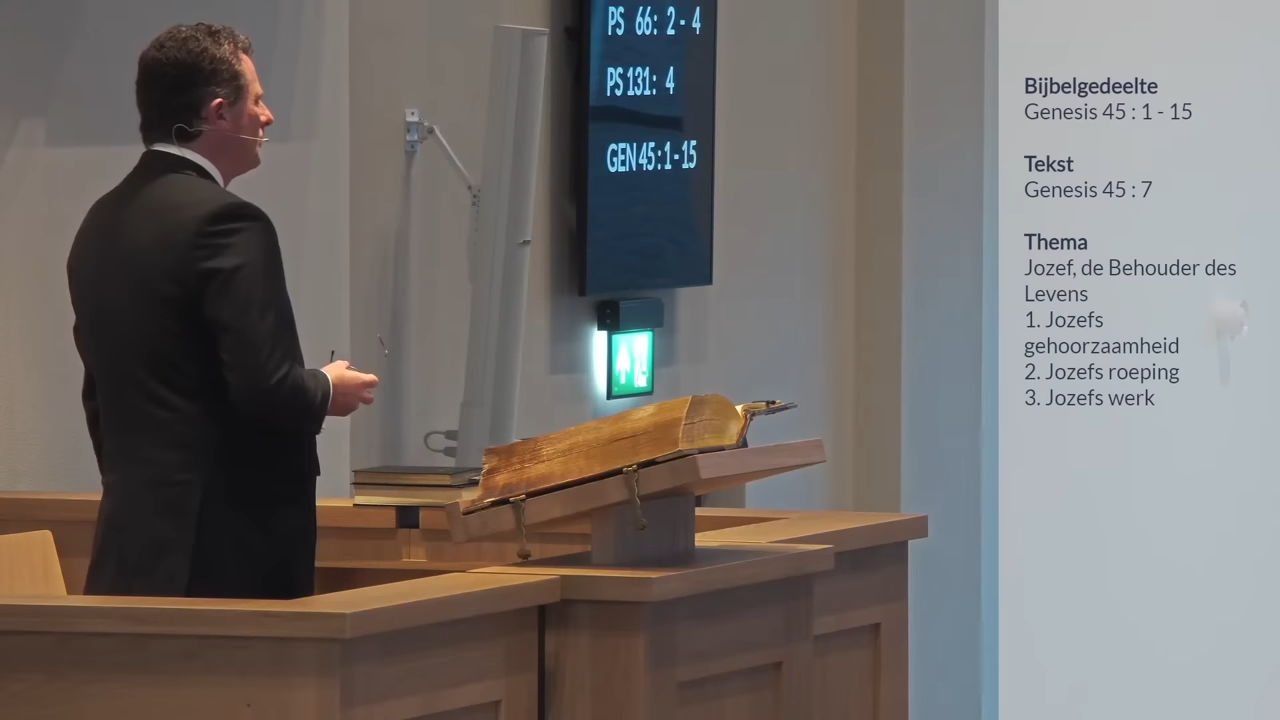 PS 66: 2-4
PS 131: 4
GEN 45: 1-15
Bijbelgedeelte
Genesis 45 : 1 - 15
Tekst
Genesis 45 : 7
Thema
Jozef, de Behouder des
Levens
1. Jozefs
gehoorzaamheid
2. Jozefs roeping
3. Jozefs werk